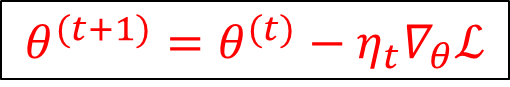 θ^(t+1) = θ^(t) − η_t ∇_θ ℒ